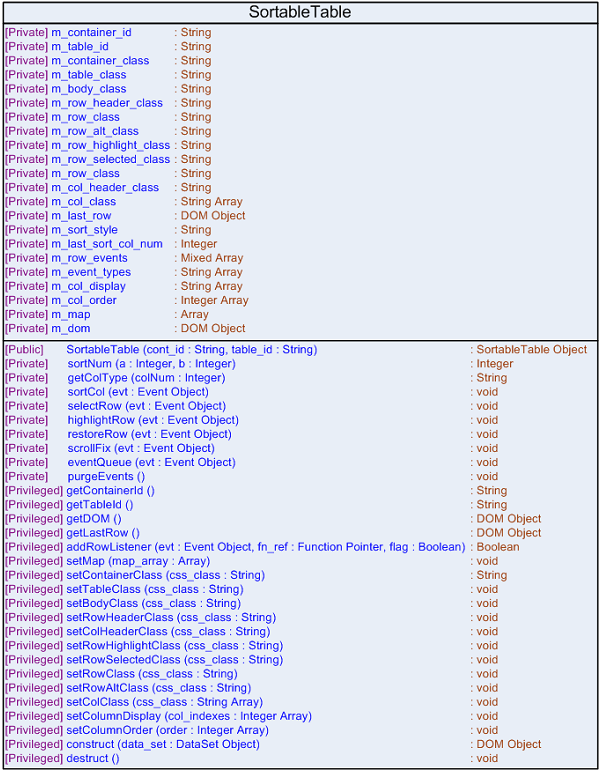 SortableTable
[Private] m_container_id : String
[Private] m_table_id : String
[Private] m_container_class : String
[Private] m_table_class : String
[Private] m_body_class : String
[Private] m_row_header_class : String
[Private] m_row_class : String
[Private] m_row_alt_class : String
[Private] m_row_highlight_class : String
[Private] m_row_selected_class : String
[Private] m_row_class : String
[Private] m_col_header_class : String
[Private] m_col_class : String Array
[Private] m_last_row : DOM Object
[Private] m_sort_style : String
[Private] m_last_sort_col_num : Integer
[Private] m_row_events : Mixed Array
[Private] m_event_types : String Array
[Private] m_col_display : String Array
[Private] m_col_order : Integer Array
[Private] m_map : Array
[Private] m_dom : DOM Object
[Public] SortableTable (cont_id : String, table_id : String) : SortableTable Object
[Private] sortNum (a : Integer, b : Integer) : Integer
[Private] getColType (colNum : Integer) : String
[Private] sortCol (evt : Event Object) : void
[Private] selectRow (evt : Event Object) : void
[Private] highlightRow (evt : Event Object) : void
[Private] restoreRow (evt : Event Object) : void
[Private] scrollFix (evt : Event Object) : void
[Private] eventQueue (evt : Event Object) : void
[Private] purgeEvents () : void
[Privileged] getContainerId () : String
[Privileged] getTableId () : String
[Privileged] getDOM () : DOM Object
[Privileged] getLastRow () : DOM Object
[Privileged] addRowListener (evt : Event Object, fn_ref : Function Pointer, flag : Boolean) : Boolean
[Privileged] setMap (map_array : Array) : void
[Privileged] setContainerClass (css_class : String) : String
[Privileged] setTableClass (css_class : String) : void
[Privileged] setBodyClass (css_class : String) : void
[Privileged] setRowHeaderClass (css_class : String) : void
[Privileged] setColHeaderClass (css_class : String) : void
[Privileged] setRowHighlightClass (css_class : String) : void
[Privileged] setRowSelectedClass (css_class : String) : void
[Privileged] setRowClass (css_class : String) : void
[Privileged] setRowAltClass (css_class : String) : void
[Privileged] setColClass (css_class : String Array) : void
[Privileged] setColumnDisplay (col_indexes : Integer Array) : void
[Privileged] setColumnOrder (order : Integer Array) : void
[Privileged] construct (data_set : DataSet Object) : DOM Object
[Privileged] destruct () : void